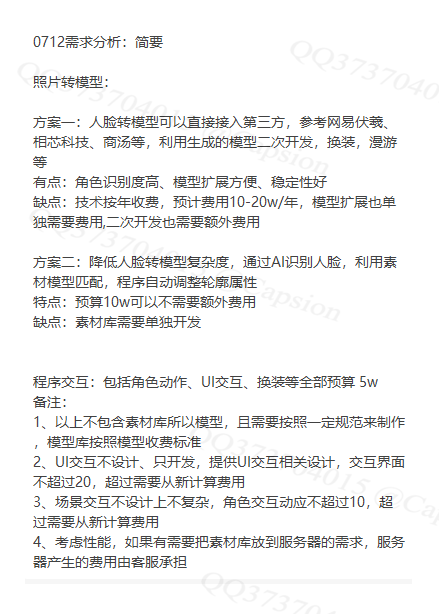 0712需求分析：简要
照片转模型：
方案一：人脸转模型可以直接接入第三方，参考网易伏羲、
相芯科技、商汤等，利用生成的模型二次开发，换装，漫游
等
有点：角色识别度高、模型扩展方便、稳定性好
缺点：技术按年收费，预计费用10-20w/年，模型扩展也单
独需要费用,二次开发也需要额外费用
方案二：降低人脸转模型复杂度，通过AI识别人脸，利用素
材模型匹配，程序自动调整轮廓属性
特点：预算10w可以不需要额外费用
缺点：素材库需要单独开发
程序交互：包括角色动作、UI交互、换装等全部预算 5w
备注：
1、以上不包含素材库所以模型，且需要按照一定规范来制作
，模型库按照模型收费标准
2、UI交互不设计、只开发，提供UI交互相关设计，交互界面
不超过20，超过需要从新计算费用
3、场景交互不设计上不复杂，角色交互动应不超过10，超
过需要从新计算费用
4、考虑性能，如果有需要把素材库放到服务器的需求，服务
器产生的费用由客服承担